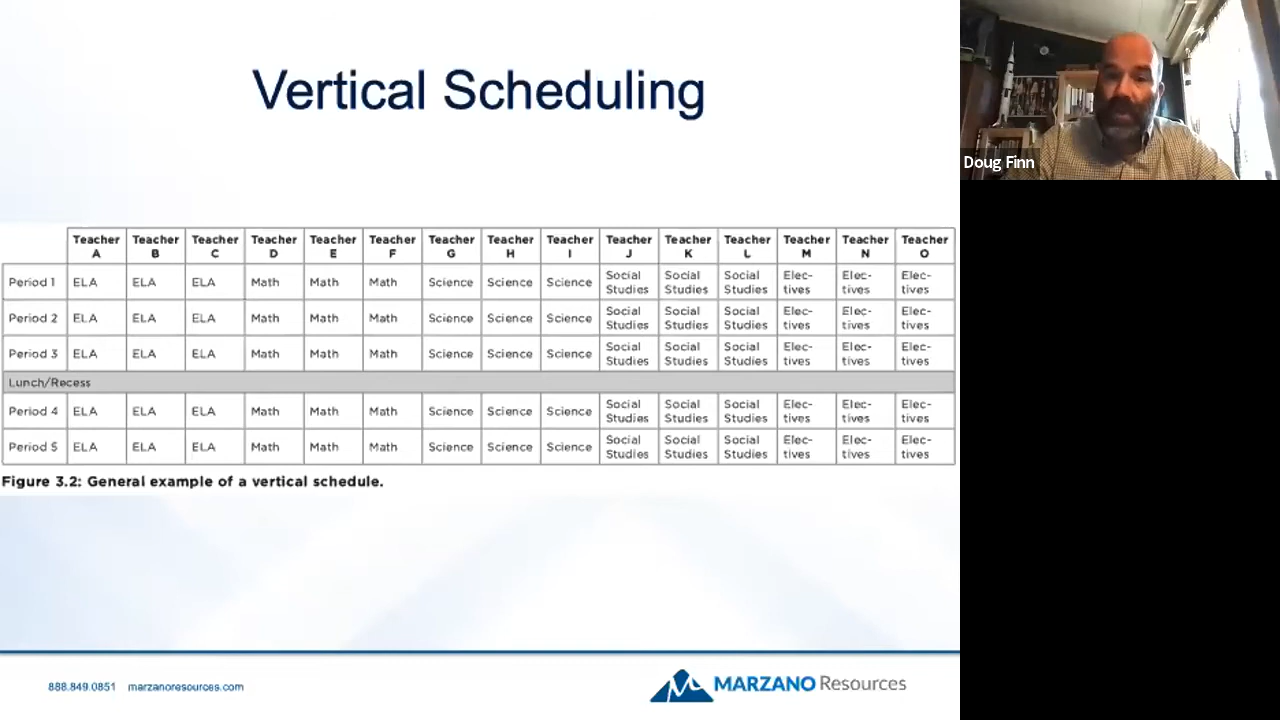 Vertical Scheduling
Doug Finn
Teacher A Teacher B Teacher C Teacher D Teacher E Teacher F Teacher G Teacher H Teacher I Teacher J Teacher K Teacher L Teacher M Teacher N Teacher O
Period 1 ELA ELA ELA Math Math Math Science Science Science Social Studies Social Studies Social Studies Elec-tives Elec-tives Elec-tives
Period 2 ELA ELA ELA Math Math Math Science Science Science Social Studies Social Studies Social Studies Elec-tives Elec-tives Elec-tives
Period 3 ELA ELA ELA Math Math Math Science Science Science Social Studies Social Studies Social Studies Elec-tives Elec-tives Elec-tives
Lunch/Recess
Period 4 ELA ELA ELA Math Math Math Science Science Science Social Studies Social Studies Social Studies Elec-tives Elec-tives Elec-tives
Period 5 ELA ELA ELA Math Math Math Science Science Science Social Studies Social Studies Social Studies Elec-tives Elec-tives Elec-tives
Figure 3.2: General example of a vertical schedule.
888.849.0851 marzanoresources.com
MARZANO Resources